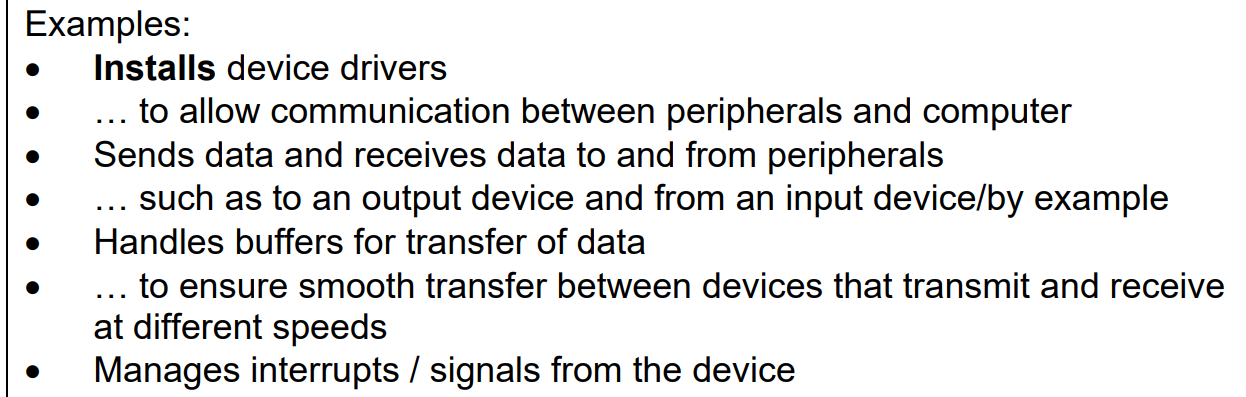 Examples:
• Installs device drivers
• … to allow communication between peripherals and computer
• Sends data and receives data to and from peripherals
• … such as to an output device and from an input device/by example
• Handles buffers for transfer of data
• … to ensure smooth transfer between devices that transmit and receive
at different speeds
• Manages interrupts / signals from the device